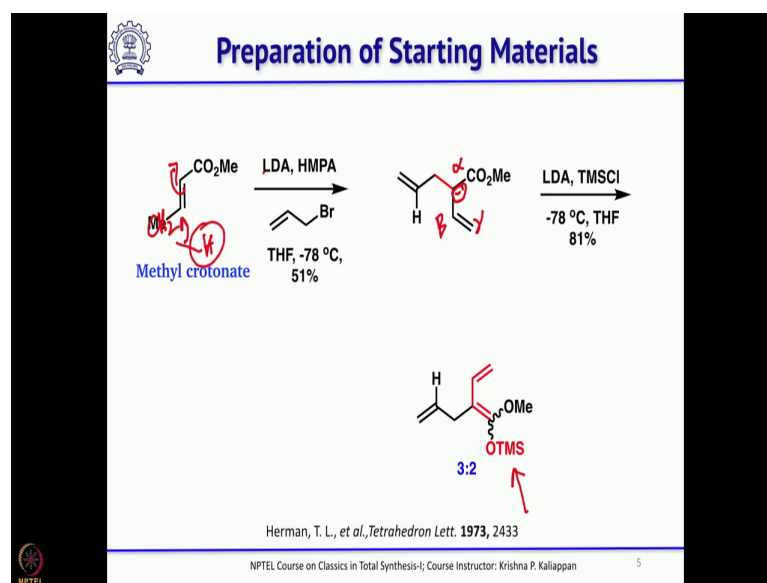 Preparation of Starting Materials
CO₂Me
Me
Methyl crotonate
LDA, HMPA
Br
THF, -78 °C,
51%
α
CO₂Me
H
β
γ
LDA, TMSCl
-78 °C, THF
81%
H
OMe
OTMS
3:2
Herman, T. L., et al.,Tetrahedron Lett. 1973, 2433
NPTEL Course on Classics in Total Synthesis-I; Course Instructor: Krishna P. Kaliappan
5
NPTEL